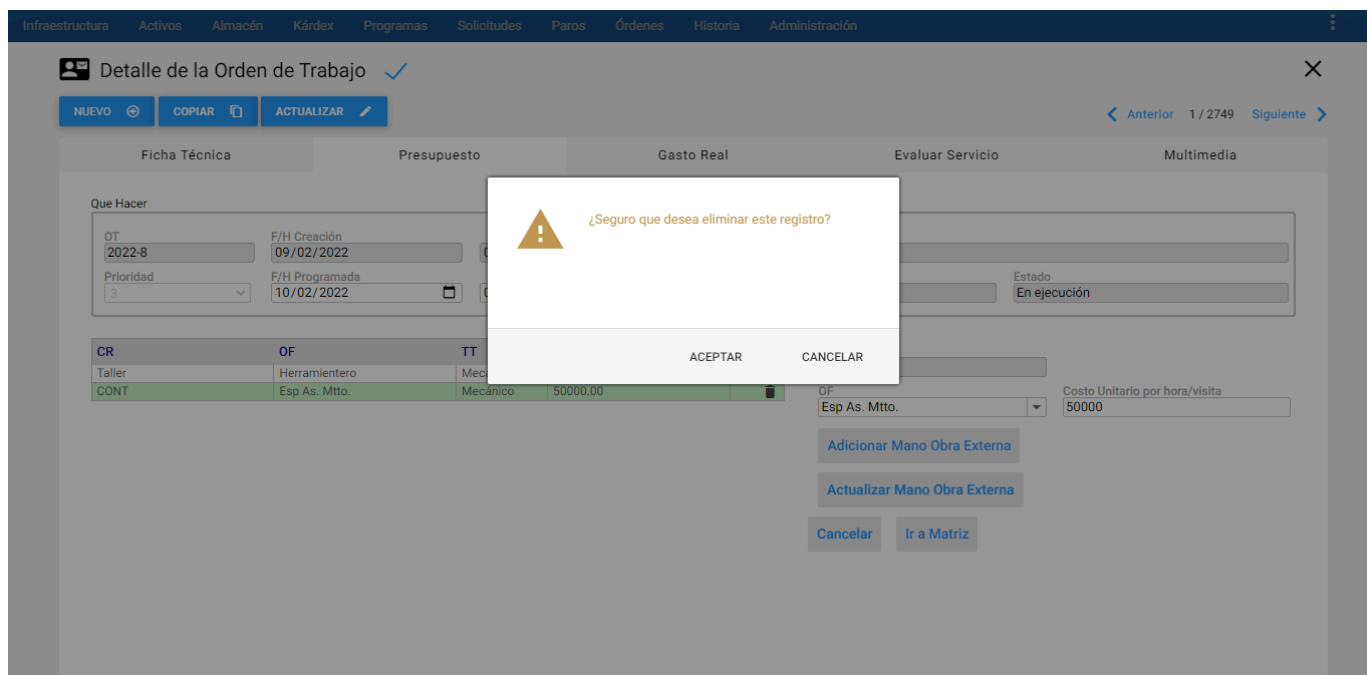 Infraestructura Activos Almacén Kárdex Programas Solicitudes Paros Órdenes Historia Administración
Detalle de la Orden de Trabajo
NUEVO COPIAR ACTUALIZAR
Anterior 1 / 2749 Siguiente
Ficha Técnica Presupuesto Gasto Real Evaluar Servicio Multimedia
¿Seguro que desea eliminar este registro?
ACEPTAR CANCELAR
Que Hacer
OT F/H Creación
2022-8 09/02/2022
Prioridad F/H Programada Estado
3 10/02/2022 En ejecución
CR OF TT
Taller Herramientero
CONT Esp As. Mtto. Mecánico 50000.00
OF Costo Unitario por hora/visita
Esp As. Mtto. 50000
Adicionar Mano Obra Externa
Actualizar Mano Obra Externa
Cancelar Ir a Matriz